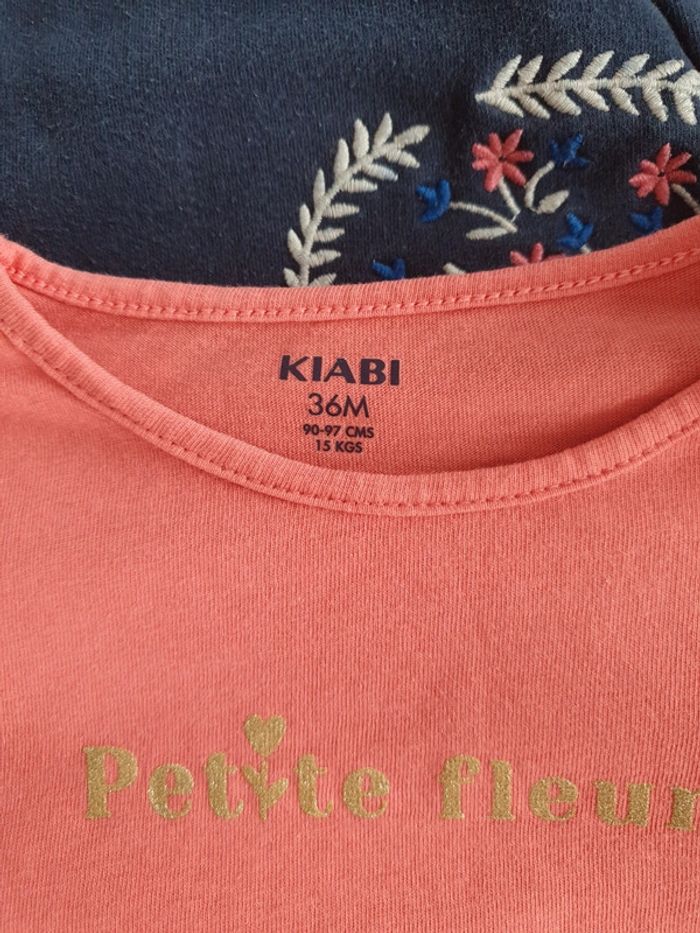 KIABI
36M
90-97 CMS
15 KGS
Petite fleur